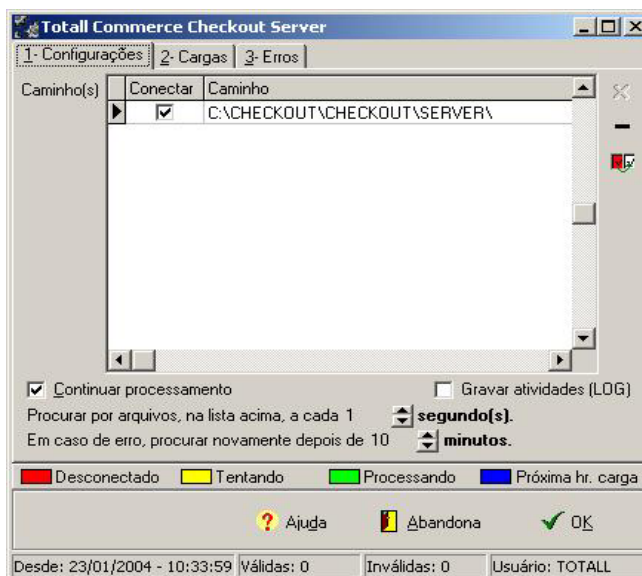 Totall Commerce Checkout Server
1- Configurações 2- Cargas 3- Erros
Caminho(s) Conectar Caminho
C:\CHECKOUT\CHECKOUT\SERVER\
Continuar processamento Gravar atividades (LOG)
Procurar por arquivos, na lista acima, a cada 1 segundo(s).
Em caso de erro, procurar novamente depois de 10 minutos.
Desconectado Tentando Processando Próxima hr. carga
? Ajuda Abandona OK
Desde: 23/01/2004 - 10:33:59 Válidas: 0 Inválidas: 0 Usuário: TOTALL